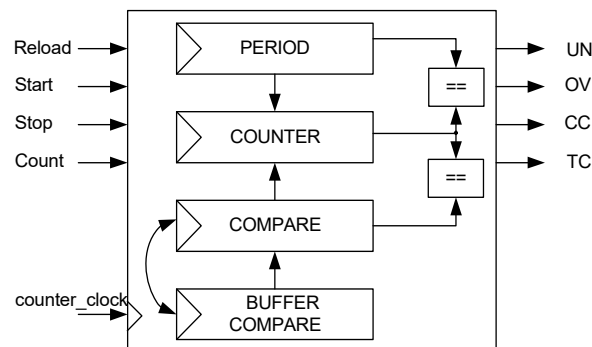 Reload
Start
Stop
Count
counter_clock
PERIOD
COUNTER
COMPARE
BUFFER
COMPARE
==
==
UN
OV
CC
TC